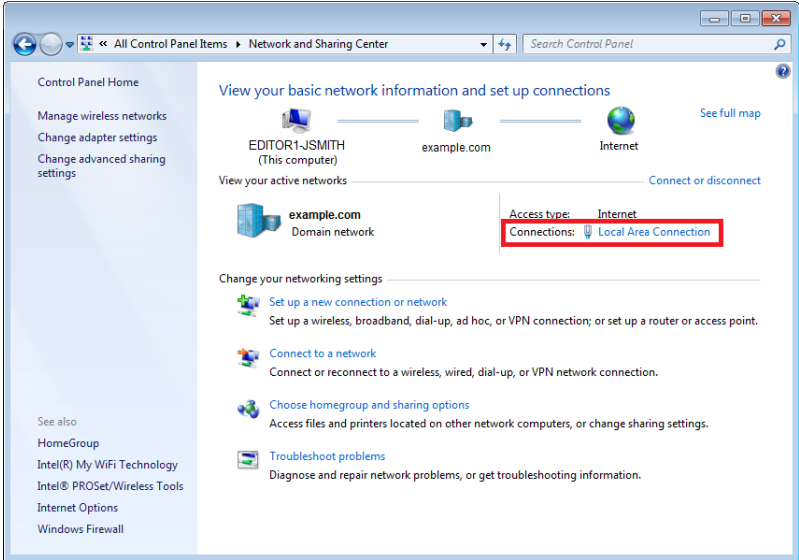 « All Control Panel Items ▸ Network and Sharing Center
Search Control Panel
Control Panel Home
Manage wireless networks
Change adapter settings
Change advanced sharing
settings
See also
HomeGroup
Intel(R) My WiFi Technology
Intel® PROSet/Wireless Tools
Internet Options
Windows Firewall
View your basic network information and set up connections
See full map
EDITOR1-JSMITH
(This computer)
example.com
Internet
View your active networks
Connect or disconnect
example.com
Domain network
Access type: Internet
Connections: Local Area Connection
Change your networking settings
Set up a new connection or network
Set up a wireless, broadband, dial-up, ad hoc, or VPN connection; or set up a router or access point.
Connect to a network
Connect or reconnect to a wireless, wired, dial-up, or VPN network connection.
Choose homegroup and sharing options
Access files and printers located on other network computers, or change sharing settings.
Troubleshoot problems
Diagnose and repair network problems, or get troubleshooting information.